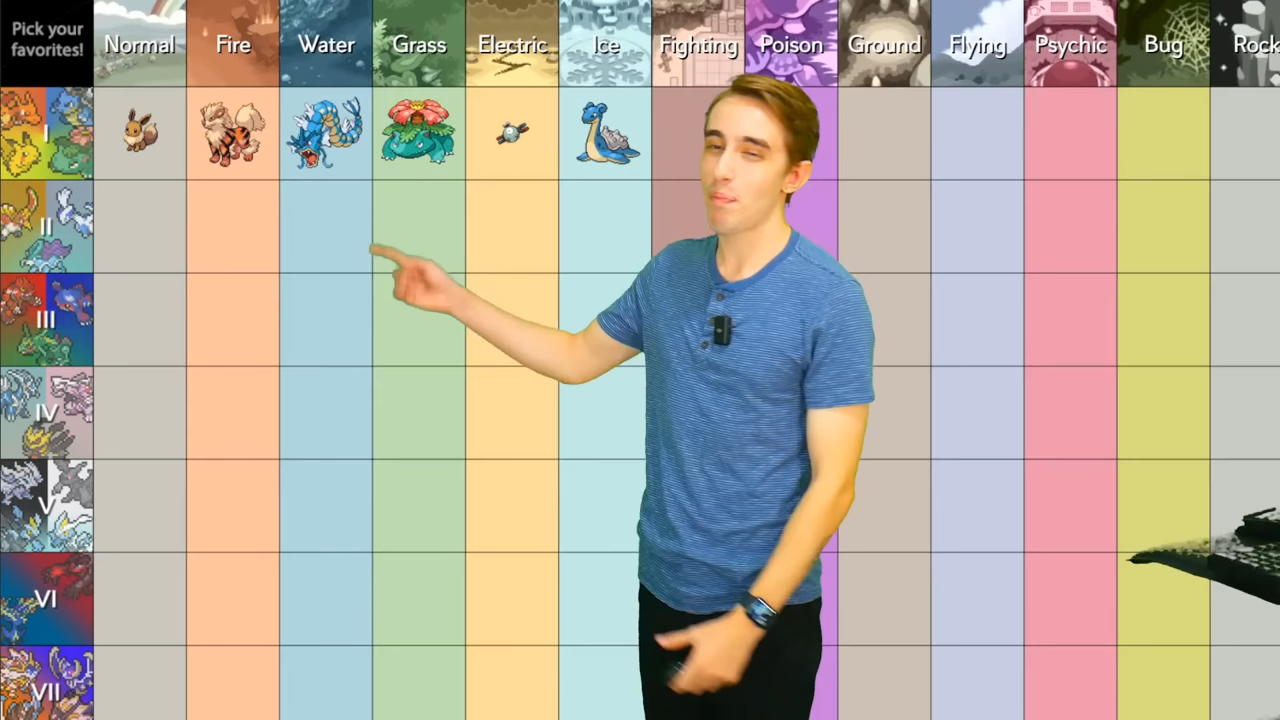 Pick your
favorites!
Normal
Fire
Water
Grass
Electric
Ice
Fighting
Poison
Ground
Flying
Psychic
Bug
Rock
I
II
III
IV
V
VI
VII